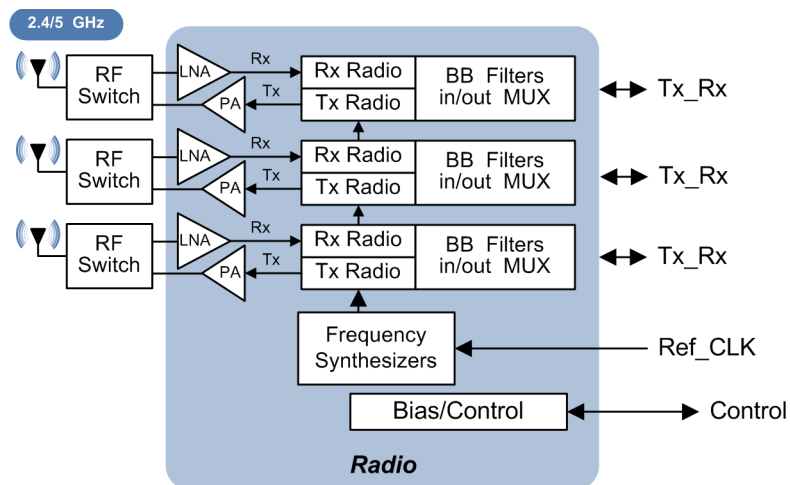 2.4/5 GHz
RF
Switch
LNA
Rx
PA
Tx
Rx Radio
Tx Radio
BB Filters
in/out MUX
Tx_Rx
RF
Switch
LNA
Rx
PA
Tx
Rx Radio
Tx Radio
BB Filters
in/out MUX
Tx_Rx
RF
Switch
LNA
Rx
PA
Tx
Rx Radio
Tx Radio
BB Filters
in/out MUX
Tx_Rx
Frequency
Synthesizers
Ref_CLK
Bias/Control
Control
Radio